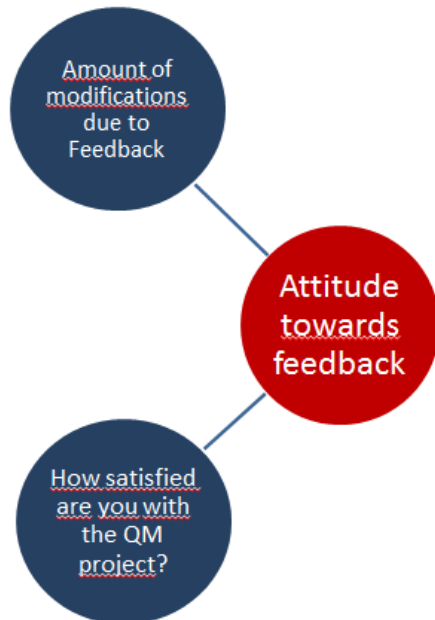 Amount of
modifications
due to
Feedback
Attitude
towards
feedback
How satisfied
are you with
the QM
project?